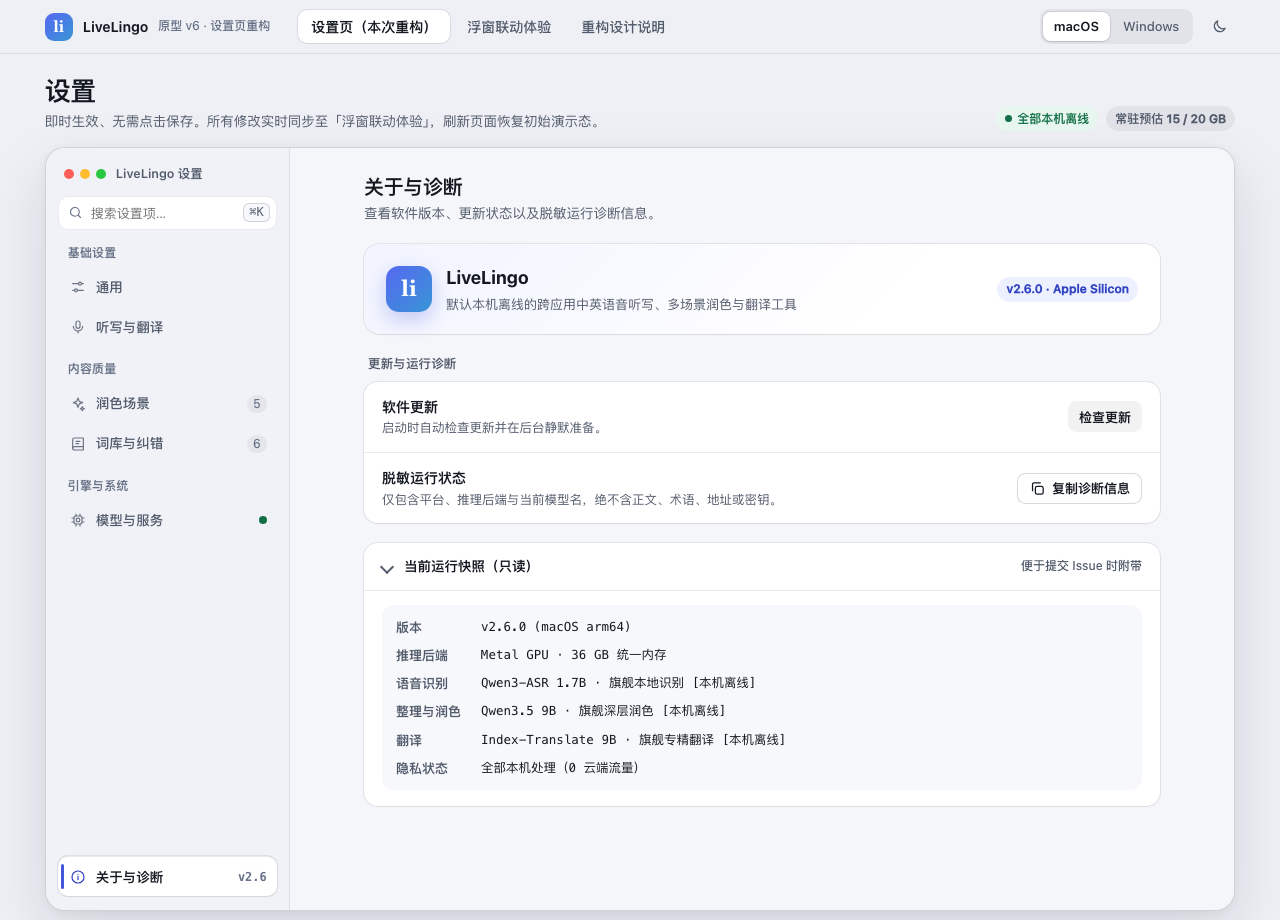 li LiveLingo 原型 v6 · 设置页重构 设置页（本次重构） 浮窗联动体验 重构设计说明 macOS Windows
设置
即时生效、无需点击保存。所有修改实时同步至「浮窗联动体验」，刷新页面恢复初始演示态。
全部本机离线 常驻预估 15 / 20 GB
LiveLingo 设置
搜索设置项... ⌘K
基础设置
通用
听写与翻译
内容质量
润色场景 5
词库与纠错 6
引擎与系统
模型与服务
关于与诊断 v2.6
关于与诊断
查看软件版本、更新状态以及脱敏运行诊断信息。
li LiveLingo
默认本机离线的跨应用中英语音听写、多场景润色与翻译工具
v2.6.0 · Apple Silicon
更新与运行诊断
软件更新
启动时自动检查更新并在后台静默准备。
检查更新
脱敏运行状态
仅包含平台、推理后端与当前模型名，绝不含正文、术语、地址或密钥。
复制诊断信息
当前运行快照（只读） 便于提交 Issue 时附带
版本 v2.6.0 (macOS arm64)
推理后端 Metal GPU · 36 GB 统一内存
语音识别 Qwen3-ASR 1.7B · 旗舰本地识别 [本机离线]
整理与润色 Qwen3.5 9B · 旗舰深层润色 [本机离线]
翻译 Index-Translate 9B · 旗舰专精翻译 [本机离线]
隐私状态 全部本机处理（0 云端流量）